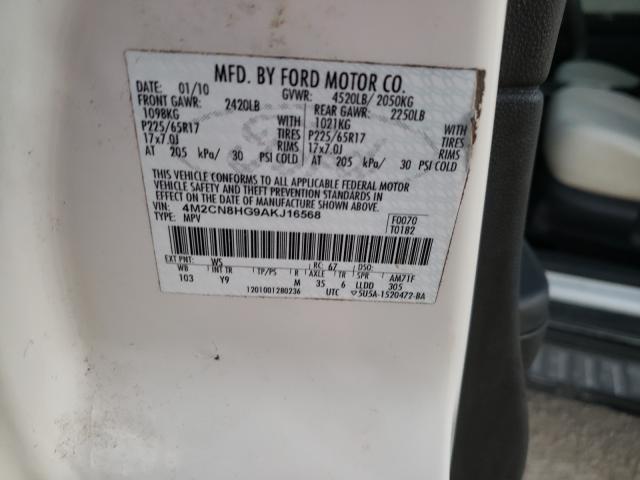 MFD. BY FORD MOTOR CO.
DATE: 01/10 GVWR: 4520LB/ 2050KG
FRONT GAWR: 2420LB REAR GAWR: 2250LB
1098KG WITH 1021KG WITH
P225/65R17 TIRES P225/65R17 TIRES
17x7.0J RIMS 17x7.0J RIMS
AT 205 kPa/ 30 PSI COLD AT 205 kPa/ 30 PSI COLD
THIS VEHICLE CONFORMS TO ALL APPLICABLE FEDERAL MOTOR
VEHICLE SAFETY AND BUMPER, AND THEFT PREVENTION STANDARDS IN
EFFECT ON THE DATE OF MANUFACTURE SHOWN ABOVE.
VIN: 4M2CN8HG9AKJ16568 F0070
TYPE: MPV T0182
EXT PNT: WS RC: 67 DSO:
WB INT TR TP/PS R AXLE TR SPR AM71F
103 Y9 M 35 6 LLDD 305
1201001280236 UTC ▽5U5A-1520472-BA